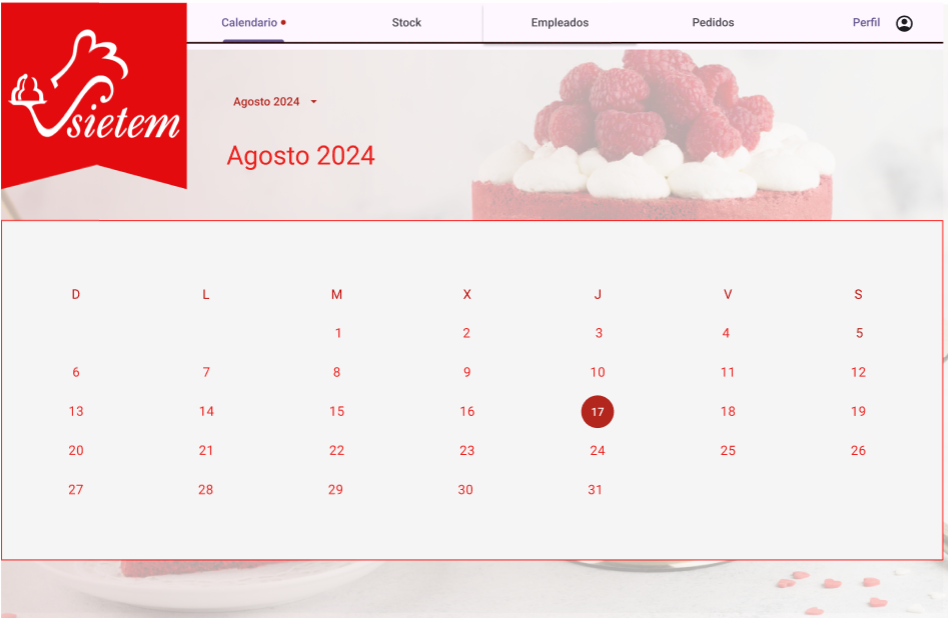 Calendario Stock Empleados Pedidos Perfil
sietem
Agosto 2024
Agosto 2024
D L M X J V S
1 2 3 4 5
6 7 8 9 10 11 12
13 14 15 16 17 18 19
20 21 22 23 24 25 26
27 28 29 30 31